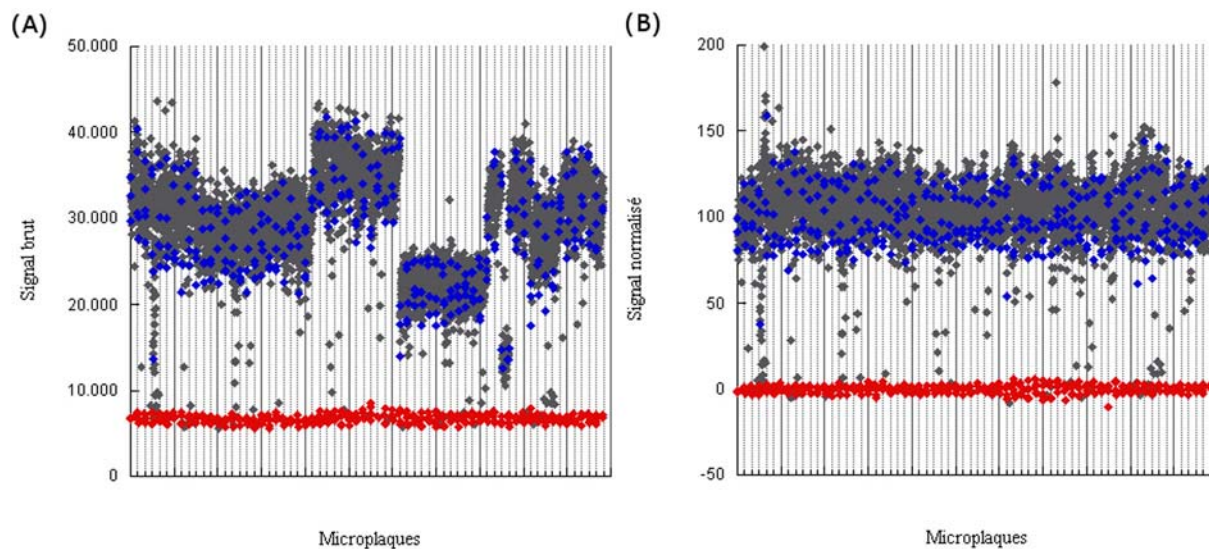 (A)
Signal brut
50.000
40.000
30.000
20.000
10.000
0
Microplaques
(B)
Signal normalisé
200
150
100
50
0
-50
Microplaques